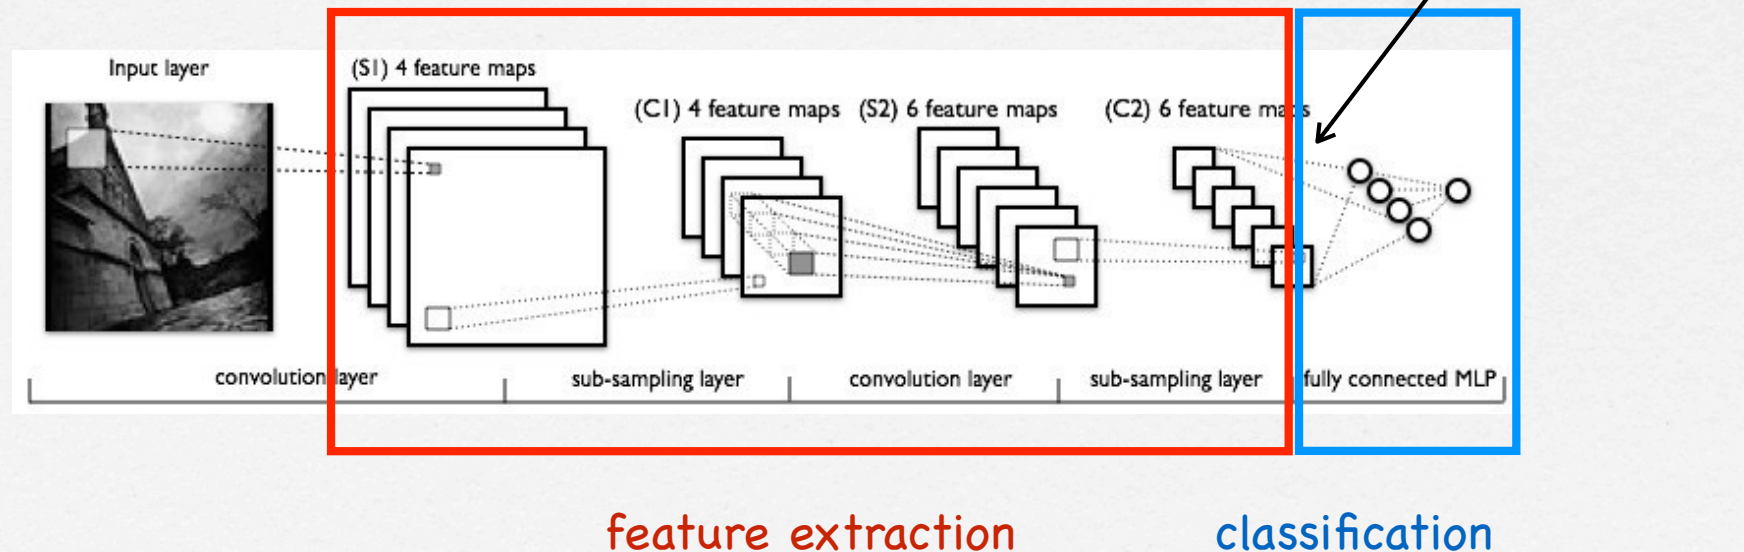 Input layer
(S1) 4 feature maps
(C1) 4 feature maps
(S2) 6 feature maps
(C2) 6 feature maps
convolution layer
sub-sampling layer
convolution layer
sub-sampling layer
fully connected MLP
feature extraction
classification